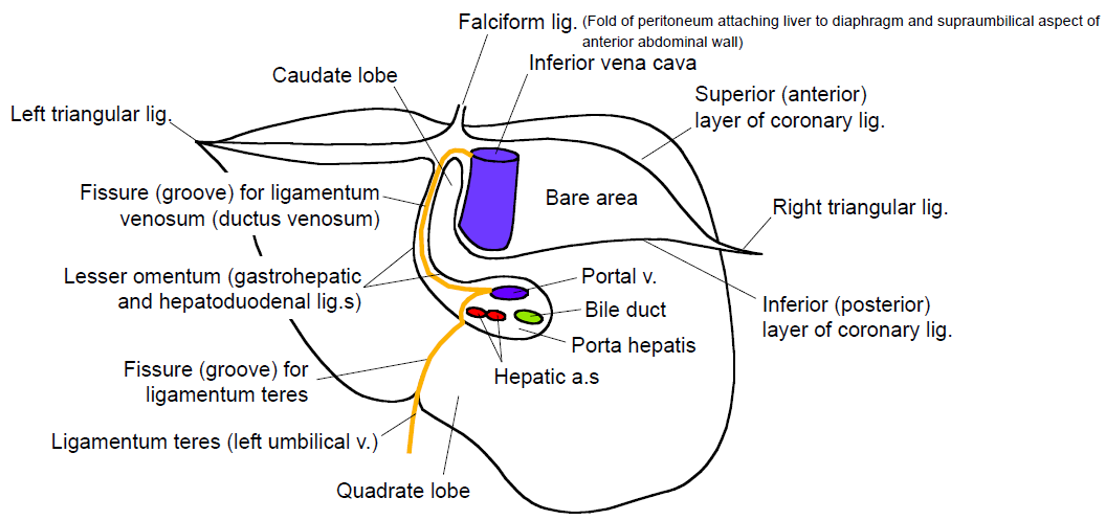 Falciform lig. (Fold of peritoneum attaching liver to diaphragm and supraumbilical aspect of
anterior abdominal wall)
Inferior vena cava
Caudate lobe
Superior (anterior)
layer of coronary lig.
Left triangular lig.
Fissure (groove) for ligamentum
venosum (ductus venosum)
Bare area
Right triangular lig.
Lesser omentum (gastrohepatic
and hepatoduodenal lig.s)
Portal v.
Bile duct
Inferior (posterior)
layer of coronary lig.
Porta hepatis
Fissure (groove) for
ligamentum teres
Hepatic a.s
Ligamentum teres (left umbilical v.)
Quadrate lobe